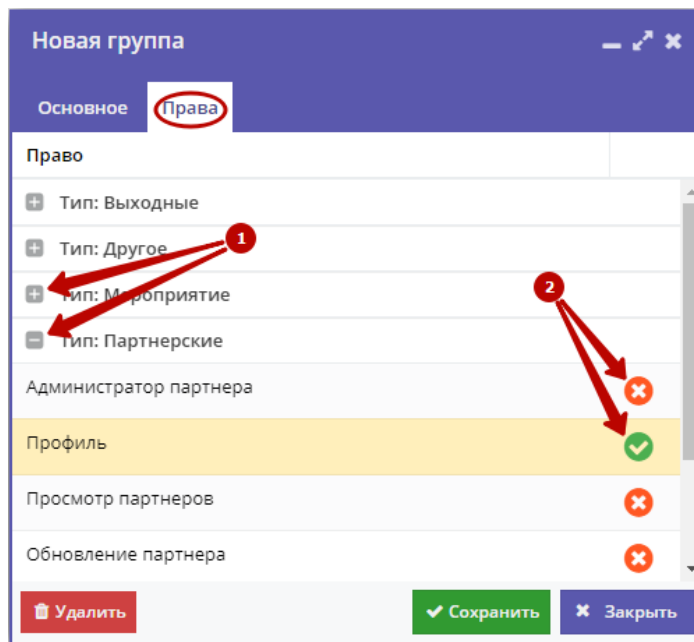 Новая группа
Основное Права
Право
Тип: Выходные
Тип: Другое
1
Тип: Мероприятие
2
Тип: Партнерские
Администратор партнера
Профиль
Просмотр партнеров
Обновление партнера
Удалить Сохранить Закрыть